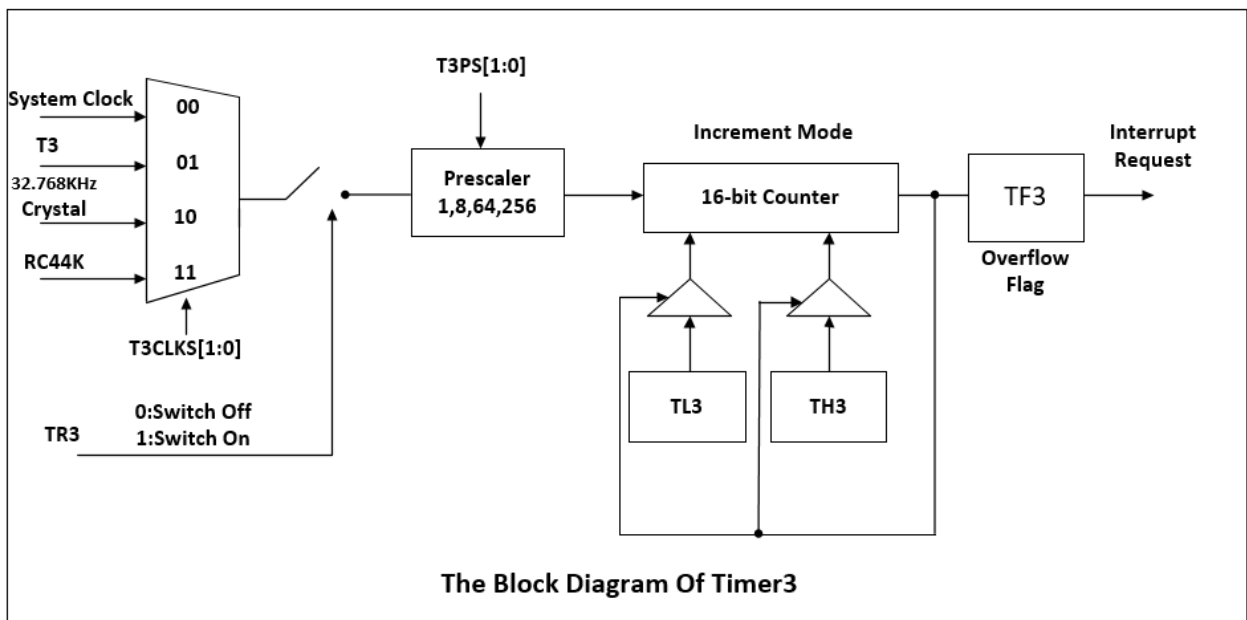 System Clock
T3
32.768KHz
Crystal
RC44K
00
01
10
11
T3CLKS[1:0]
TR3
0:Switch Off
1:Switch On
T3PS[1:0]
Prescaler
1,8,64,256
Increment Mode
16-bit Counter
TL3
TH3
TF3
Overflow
Flag
Interrupt
Request
The Block Diagram Of Timer3